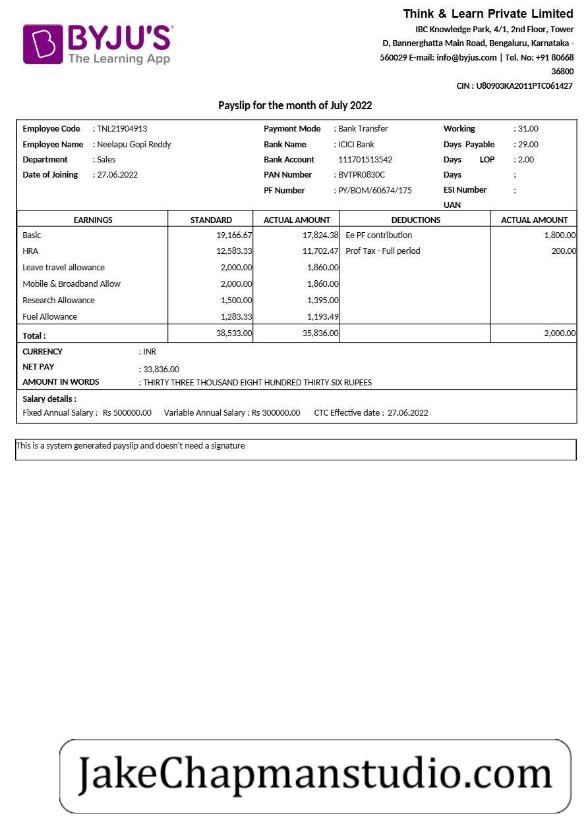 BYJU'S
The Learning App
Think & Learn Private Limited
IBC Knowledge Park, 4/1, 2nd Floor, Tower
D, Bannerghatta Main Road, Bengaluru, Karnataka -
560029 E-mail: info@byjus.com | Tel. No: +91 80668
36800
CIN : U80903KA2011PTC061427
Payslip for the month of July 2022
Employee Code : TNL21904913 Payment Mode : Bank Transfer Working : 31.00
Employee Name : Neelapu Gopi Reddy Bank Name : ICICI Bank Days Payable : 29.00
Department : Sales Bank Account 111701513542 Days LOP : 2.00
Date of Joining : 27.06.2022 PAN Number : BVTPR0830C Days :
PF Number : PY/BOM/60674/175 ESI Number :
UAN
EARNINGS STANDARD ACTUAL AMOUNT DEDUCTIONS ACTUAL AMOUNT
Basic 19,166.67 17,824.38 Ee PF contribution 1,800.00
HRA 12,583.33 11,702.47 Prof Tax - Full period 200.00
Leave travel allowance 2,000.00 1,860.00
Mobile & Broadband Allow 2,000.00 1,860.00
Research Allowance 1,500.00 1,395.00
Fuel Allowance 1,283.33 1,193.49
Total : 38,533.00 35,836.00 2,000.00
CURRENCY : INR
NET PAY : 33,836.00
AMOUNT IN WORDS : THIRTY THREE THOUSAND EIGHT HUNDRED THIRTY SIX RUPEES
Salary details :
Fixed Annual Salary : Rs 500000.00 Variable Annual Salary : Rs 300000.00 CTC Effective date : 27.06.2022
This is a system generated payslip and doesn't need a signature
JakeChapmanstudio.com